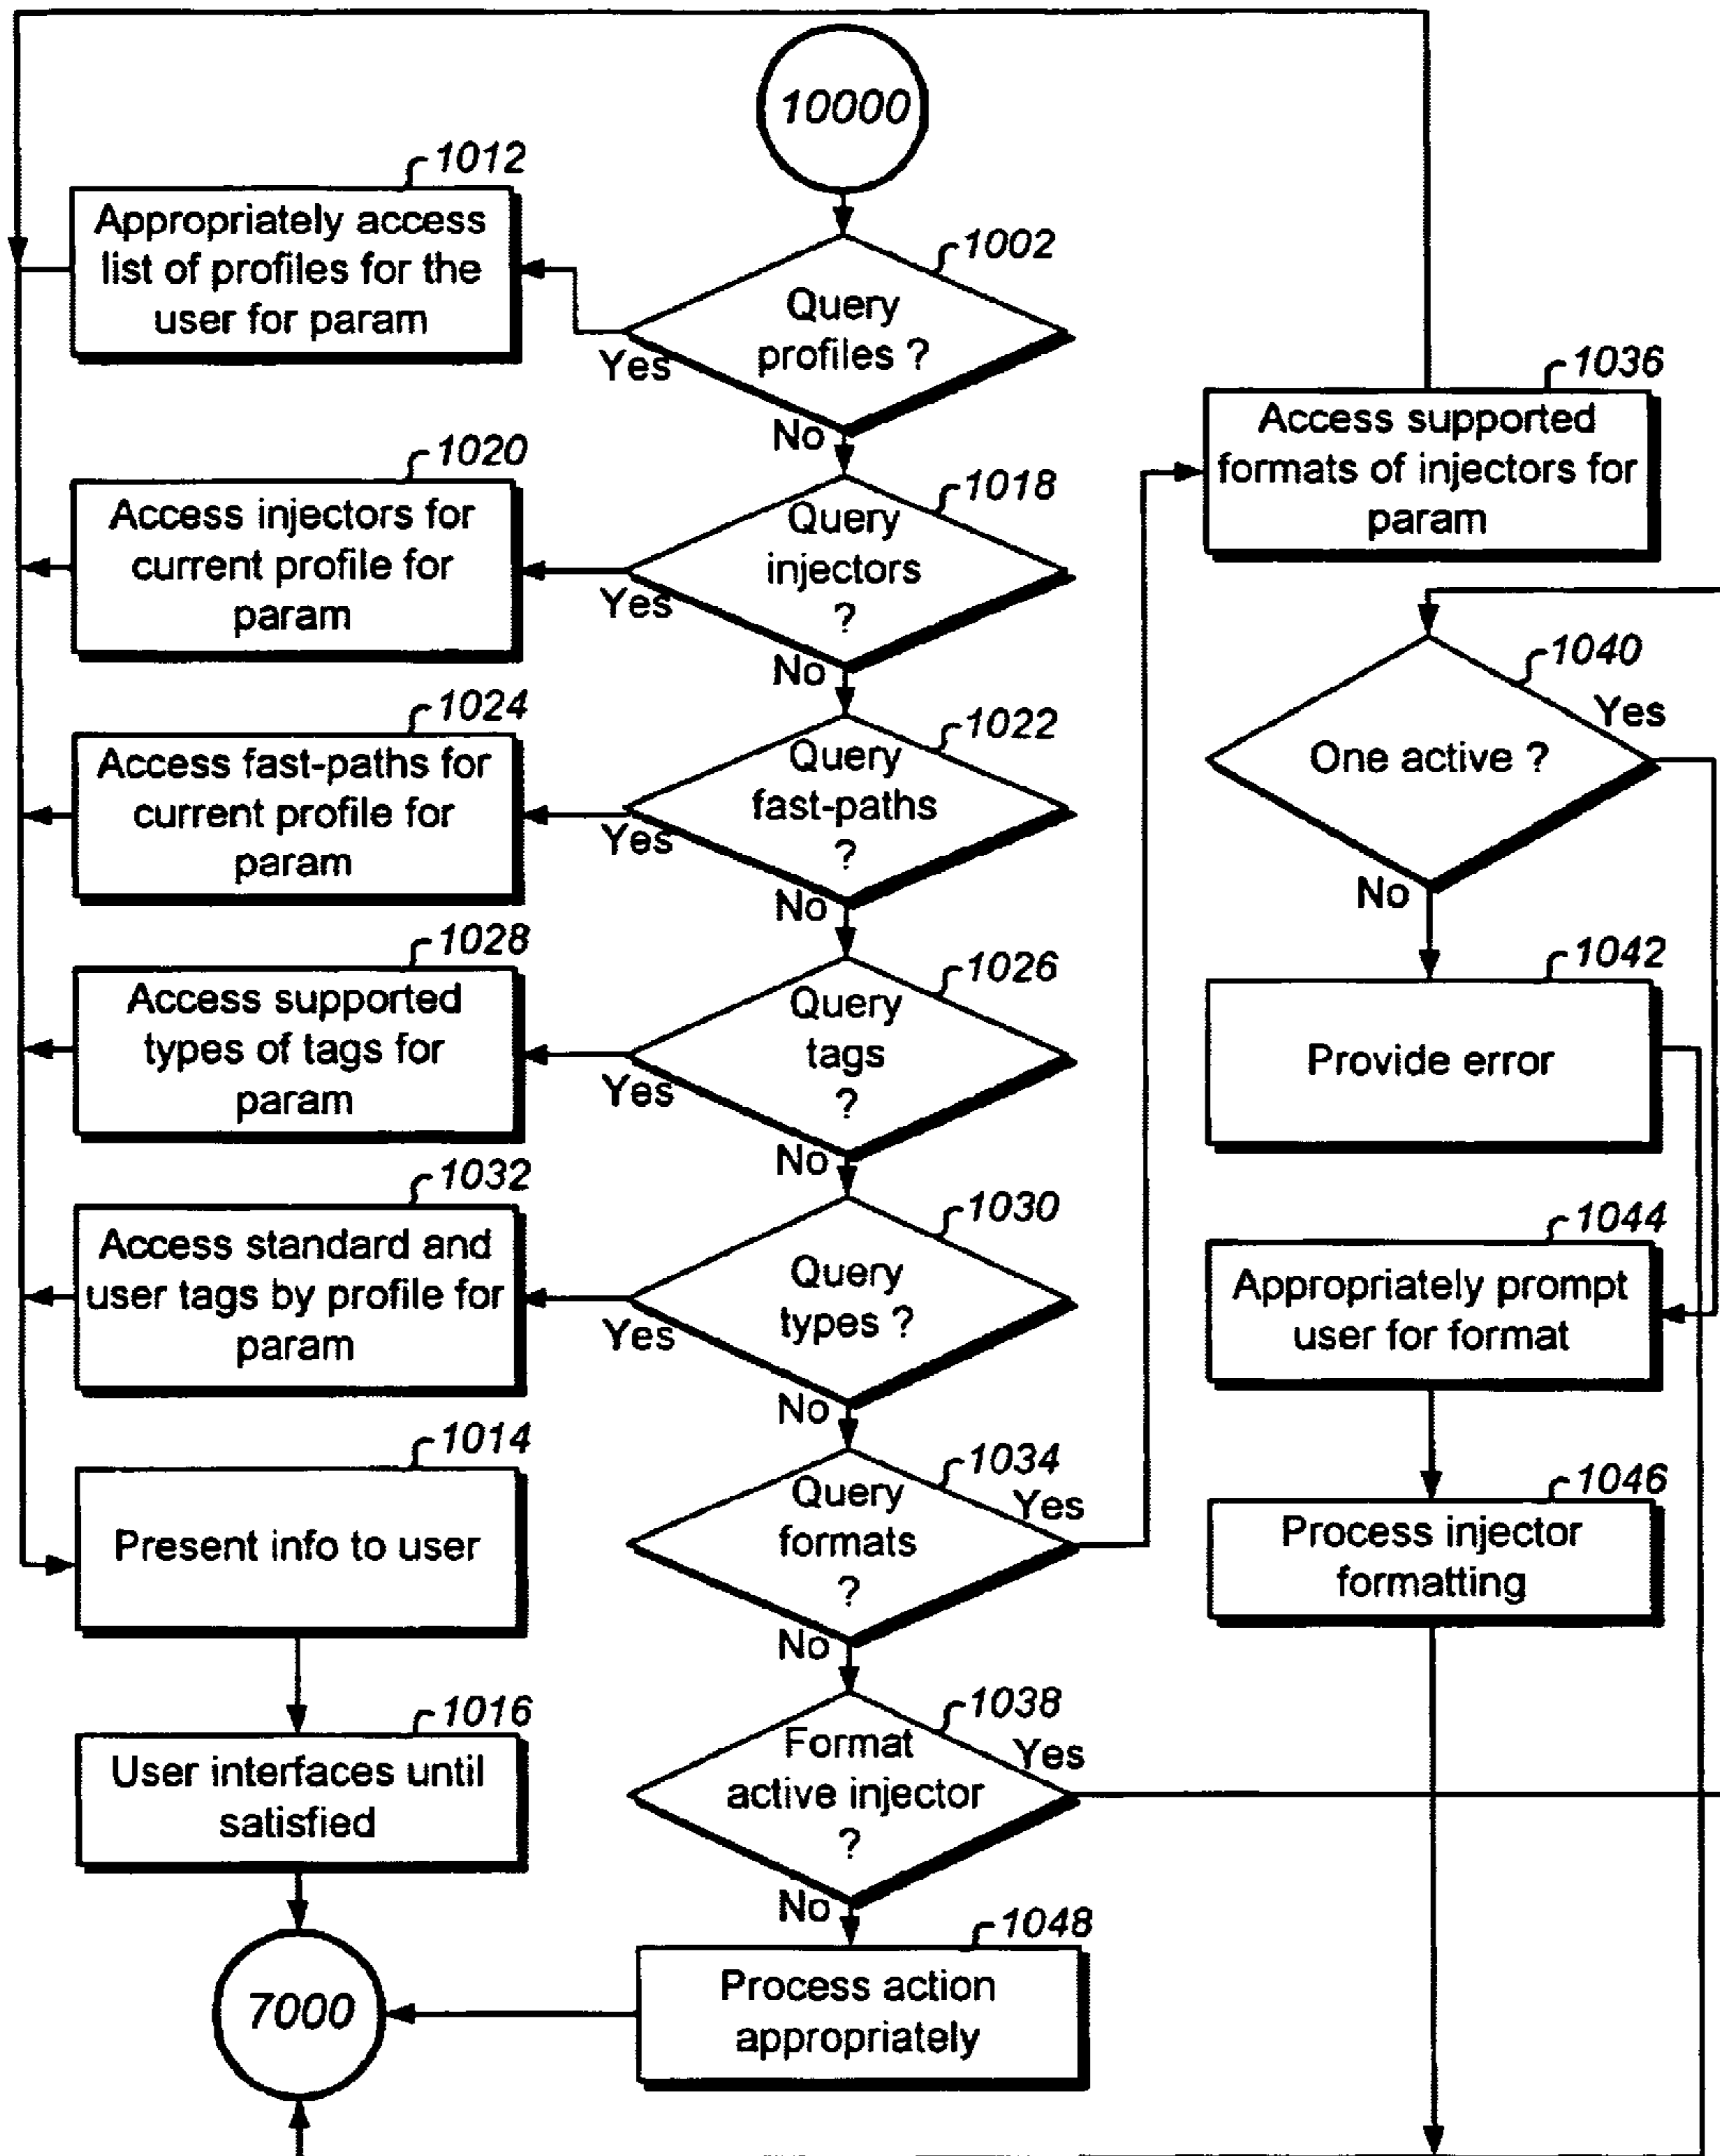 10000
1012
Appropriately access
list of profiles for the
user for param
1002
Query
profiles ?
Yes
No
1036
Access supported
formats of injectors for
param
1020
Access injectors for
current profile for
param
1018
Query
injectors
?
Yes
No
1040
One active ?
Yes
No
1024
Access fast-paths for
current profile for
param
1022
Query
fast-paths
?
Yes
No
1042
Provide error
1028
Access supported
types of tags for
param
1026
Query
tags
?
Yes
No
1032
Access standard and
user tags by profile for
param
1030
Query
types ?
Yes
No
1044
Appropriately prompt
user for format
1014
Present info to user
1034
Query
formats
?
Yes
No
1046
Process injector
formatting
1016
User interfaces until
satisfied
1038
Format
active injector
?
Yes
No
1048
Process action
appropriately
7000